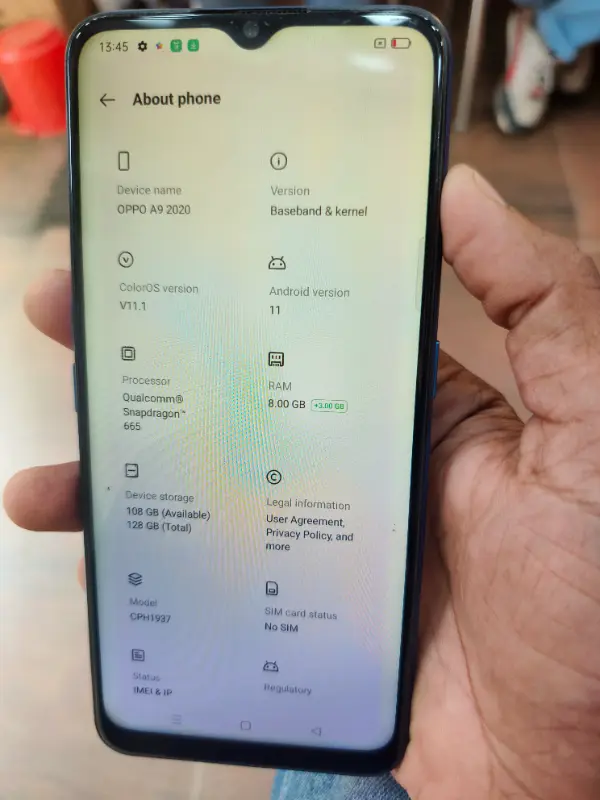 13:45
About phone
Device name
OPPO A9 2020
Version
Baseband & kernel
ColorOS version
V11.1
Android version
11
Processor
Qualcomm®
Snapdragon™
665
RAM
8.00 GB +3.00 GB
Device storage
108 GB (Available)
128 GB (Total)
Legal information
User Agreement,
Privacy Policy, and
more
Model
CPH1937
SIM card status
No SIM
Status
IMEI & IP
Regulatory